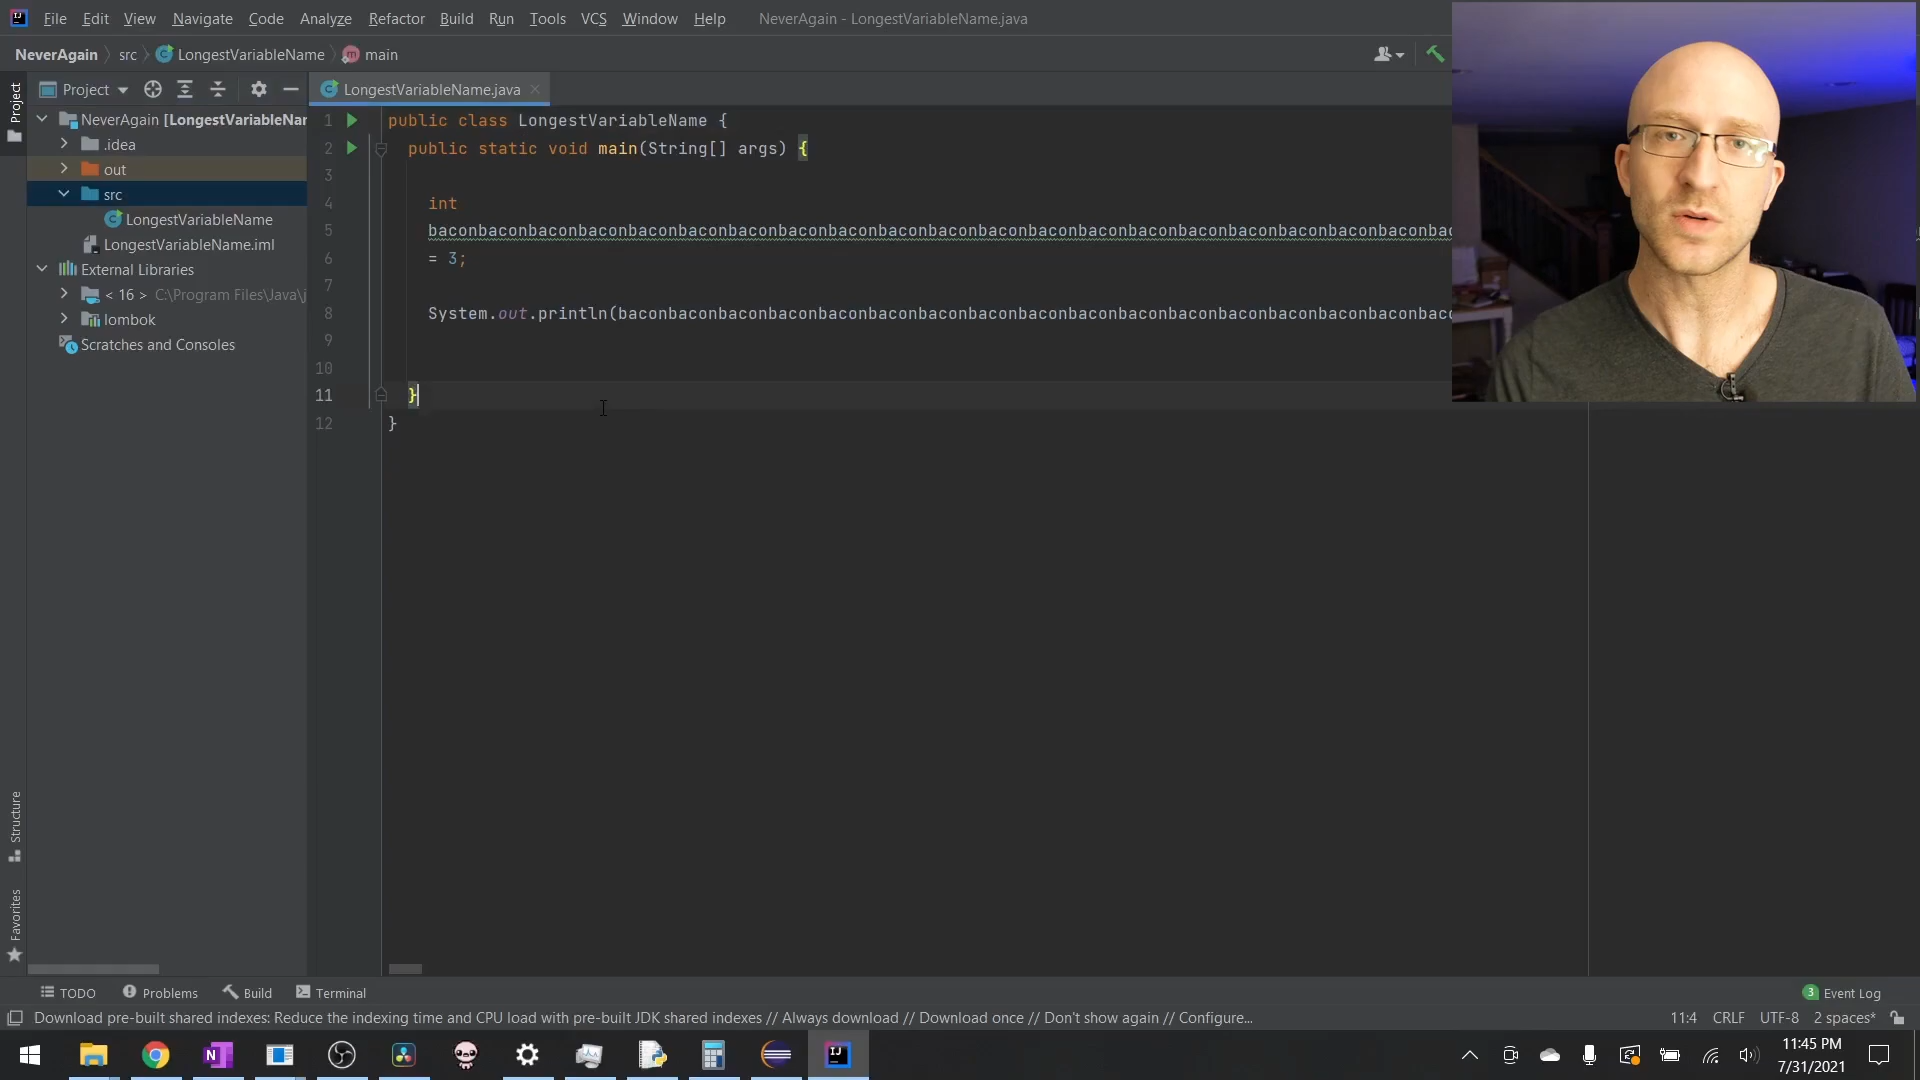 File Edit View Navigate Code Analyze Refactor Build Run Tools VCS Window Help NeverAgain - LongestVariableName.java
NeverAgain src LongestVariableName main
Project
Project
LongestVariableName.java
NeverAgain [LongestVariableNar
.idea
out
src
LongestVariableName
LongestVariableName.iml
External Libraries
< 16 > C:\Program Files\Java\j
lombok
Scratches and Consoles
1 public class LongestVariableName {
2 public static void main(String[] args) {
3
4 int
5 baconbaconbaconbaconbaconbaconbaconbaconbaconbaconbaconbaconbaconbaconbaconbaconbaconbaconbaconbaconba
6 = 3;
7
8 System.out.println(baconbaconbaconbaconbaconbaconbaconbaconbaconbaconbaconbaconbaconbaconbaconbaconbaco
9
10
11 }
12 }
Structure
Favorites
TODO Problems Build Terminal 3 Event Log
Download pre-built shared indexes: Reduce the indexing time and CPU load with pre-built JDK shared indexes // Always download // Download once // Don't show again // Configure... 11:4 CRLF UTF-8 2 spaces*
11:45 PM
7/31/2021